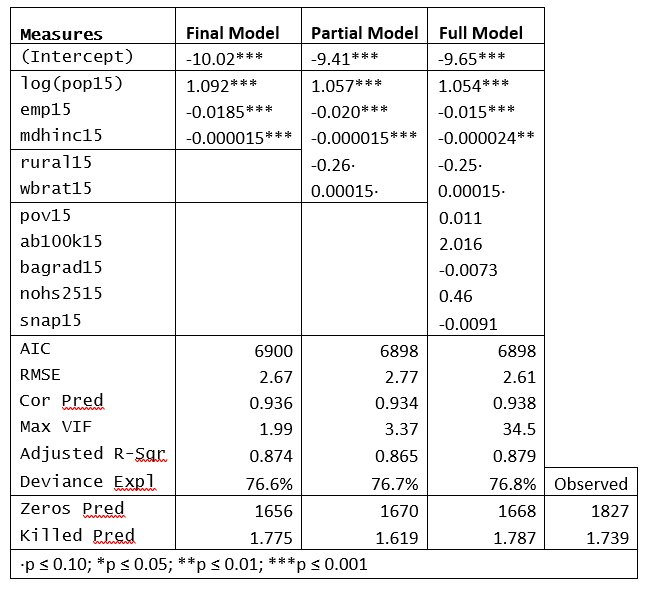 Measures Final Model Partial Model Full Model
(Intercept) -10.02*** -9.41*** -9.65***
log(pop15) 1.092*** 1.057*** 1.054***
emp15 -0.0185*** -0.020*** -0.015***
mdhinc15 -0.000015*** -0.000015*** -0.000024**
rural15 -0.26· -0.25·
wbrat15 0.00015· 0.00015·
pov15 0.011
ab100k15 2.016
bagrad15 -0.0073
nohs2515 0.46
snap15 -0.0091
AIC 6900 6898 6898
RMSE 2.67 2.77 2.61
Cor Pred 0.936 0.934 0.938
Max VIF 1.99 3.37 34.5
Adjusted R-Sqr 0.874 0.865 0.879
Deviance Expl 76.6% 76.7% 76.8% Observed
Zeros Pred 1656 1670 1668 1827
Killed Pred 1.775 1.619 1.787 1.739
·p ≤ 0.10; *p ≤ 0.05; **p ≤ 0.01; ***p ≤ 0.001